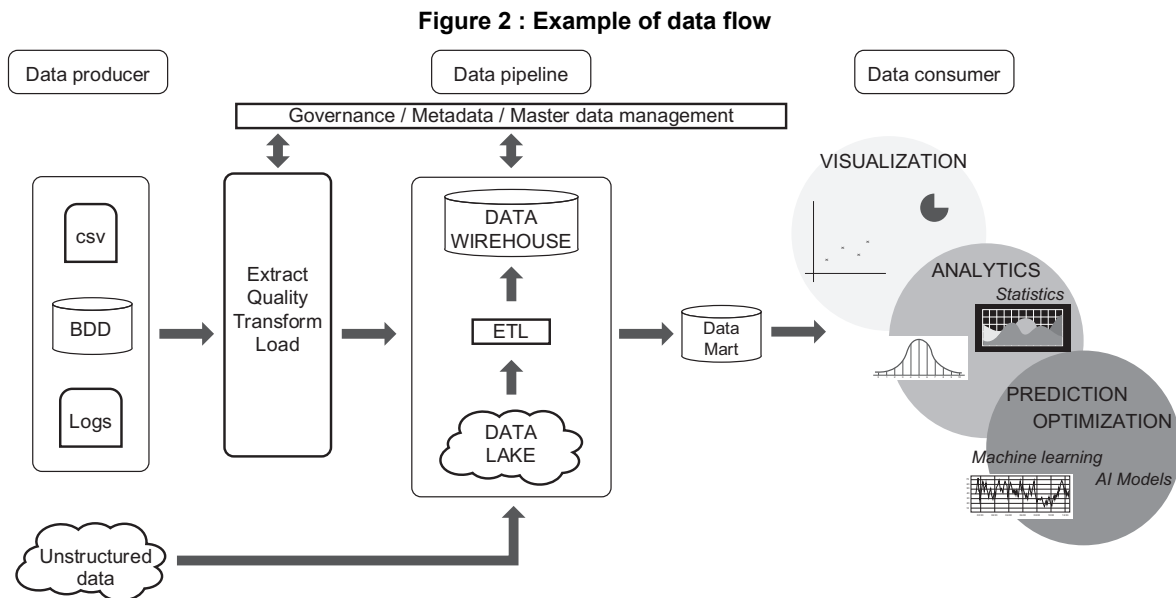 Figure 2 : Example of data flow
Data producer
Data pipeline
Data consumer
Governance / Metadata / Master data management
csv
BDD
Logs
Extract
Quality
Transform
Load
DATA
WIREHOUSE
ETL
DATA
LAKE
Data
Mart
VISUALIZATION
ANALYTICS
Statistics
PREDICTION
OPTIMIZATION
Machine learning
AI Models
Unstructured
data